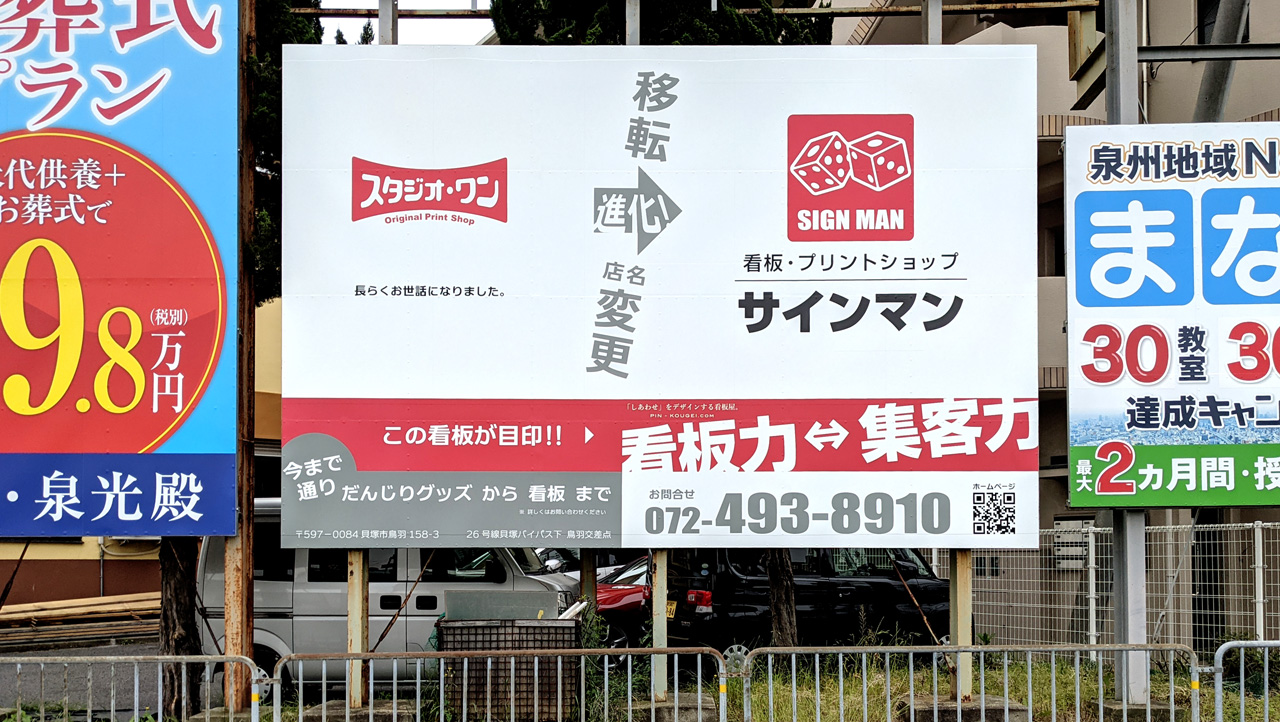 葬式
プラン
代供養+
お葬式で
9.8
(税別)
万円
・泉光殿
スタジオ・ワン
Original Print Shop
長らくお世話になりました。
移転
進化!
店名
変更
SIGN MAN
看板・プリントショップ
サインマン
この看板が目印!!
「しあわせ」をデザインする看板屋。
PIN-KOUGEI.COM
看板力⇔集客力
今まで
通り
だんじりグッズ から 看板 まで
※ 詳しくはお問い合わせください
〒597-0084 貝塚市鳥羽 158-3
26 号線貝塚バイパス下 鳥羽交差点
お問合せ
072-493-8910
ホームページ
泉州地域N
まな
30教室
30
達成キャン
最大2カ月間・授